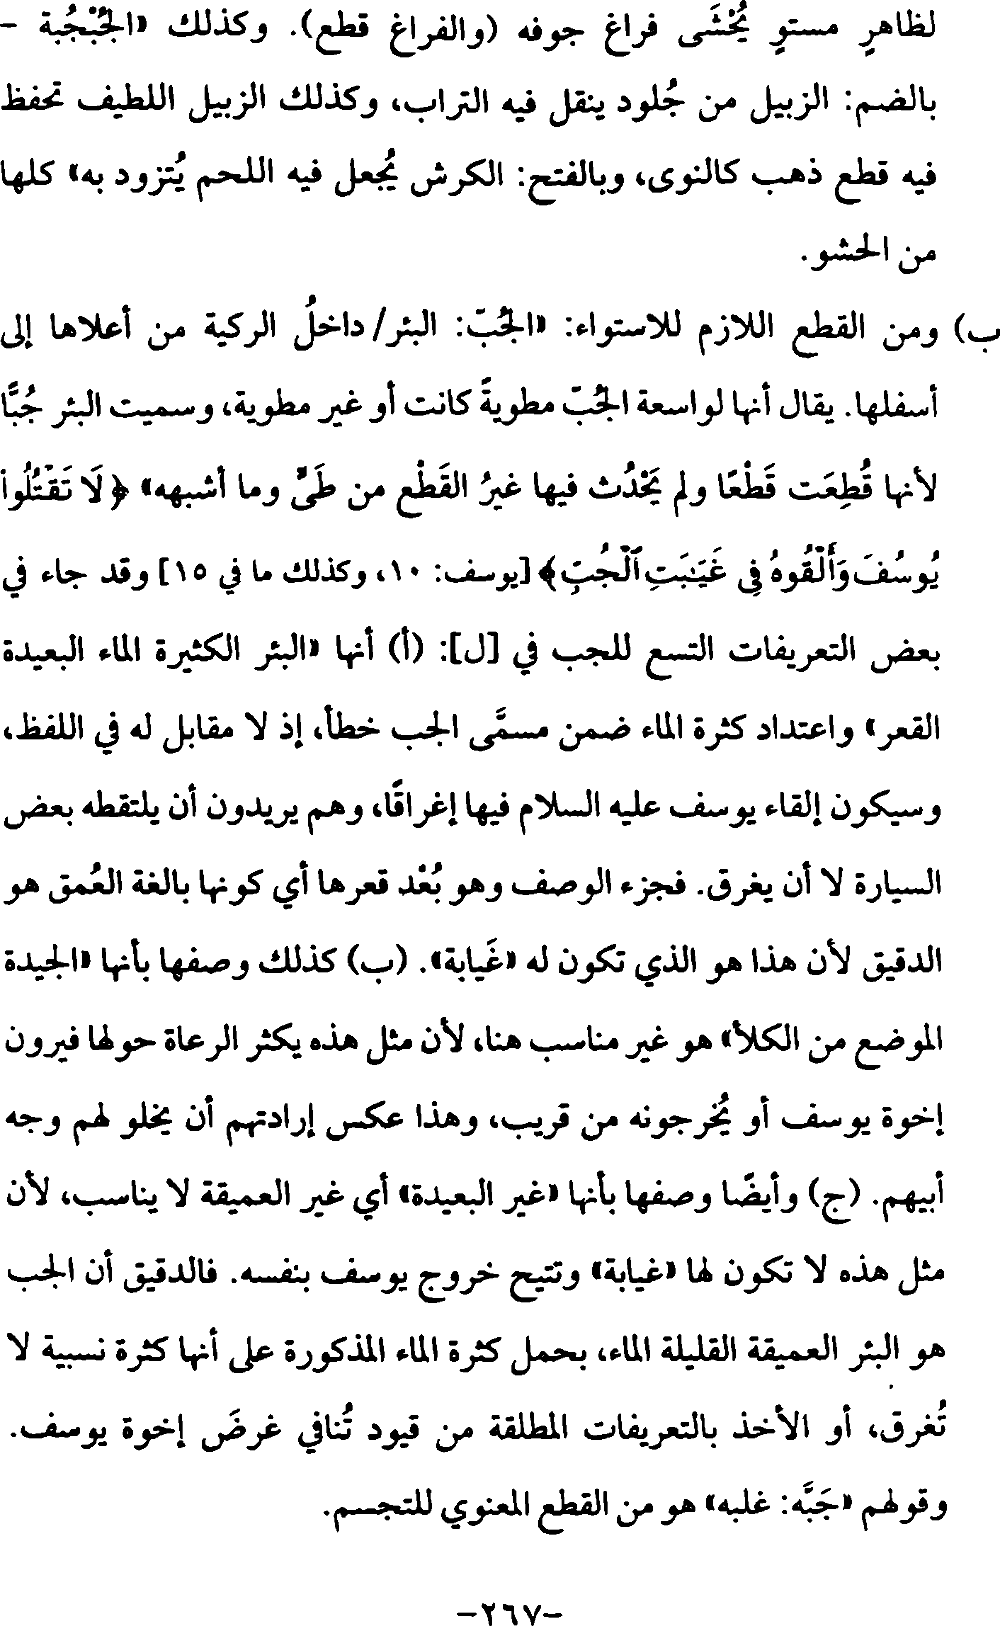 لظاهرٍ مستوٍ يُحْشَى فراغ جوفه (والفراغ قطع). وكذلك «الجُبْجُبة -
بالضم: الزبيل من جُلود ينقل فيه التراب، وكذلك الزبيل اللطيف تحفظ
فيه قطع ذهب كالنوى، وبالفتح: الكرش يُجعل فيه اللحم يُتزود به» كلها
من الحشو.
ب) ومن القطع اللازم للاستواء: «الجُبّ: البئر/ داخلُ الركية من أعلاها إلى
أسفلها. يقال أنها لواسعة الجُبّ مطويةً كانت أو غير مطوية، وسميت البئر جُبًّا
لأنها قُطِعَت قَطْعًا ولم يَحْدُث فيها غيرُ القَطْع من طَيٍّ وما أشبهه» ﴿لَا تَقْتُلُوا۟
يُوسُفَ وَأَلْقُوهُ فِى غَيَٰبَتِ ٱلْجُبِّ﴾ [يوسف: ١٠، وكذلك ما في ١٥] وقد جاء في
بعض التعريفات التسع للجب في [ل]: (أ) أنها «البئر الكثيرة الماء البعيدة
القعر» واعتداد كثرة الماء ضمن مسمَّى الجب خطأ، إذ لا مقابل له في اللفظ،
وسيكون إلقاء يوسف عليه السلام فيها إغراقًا، وهم يريدون أن يلتقطه بعض
السيارة لا أن يغرق. فجزء الوصف وهو بُعْد قعرها أي كونها بالغة العُمق هو
الدقيق لأن هذا هو الذي تكون له «غَيابة». (ب) كذلك وصفها بأنها «الجيدة
الموضع من الكلأ» هو غير مناسب هنا، لأن مثل هذه يكثر الرعاة حولها فيرون
إخوة يوسف أو يُخرجونه من قريب، وهذا عكس إرادتهم أن يخلو لهم وجه
أبيهم. (ج) وأيضًا وصفها بأنها «غير البعيدة» أي غير العميقة لا يناسب، لأن
مثل هذه لا تكون لها «غيابة» وتتيح خروج يوسف بنفسه. فالدقيق أن الجب
هو البئر العميقة القليلة الماء، بحمل كثرة الماء المذكورة على أنها كثرة نسبية لا
تُغرق، أو الأخذ بالتعريفات المطلقة من قيود تُنافي غرضَ إخوة يوسف.
وقولهم «جَبَّه: غلبه» هو من القطع المعنوي للتجسم.
-٢٦٧-